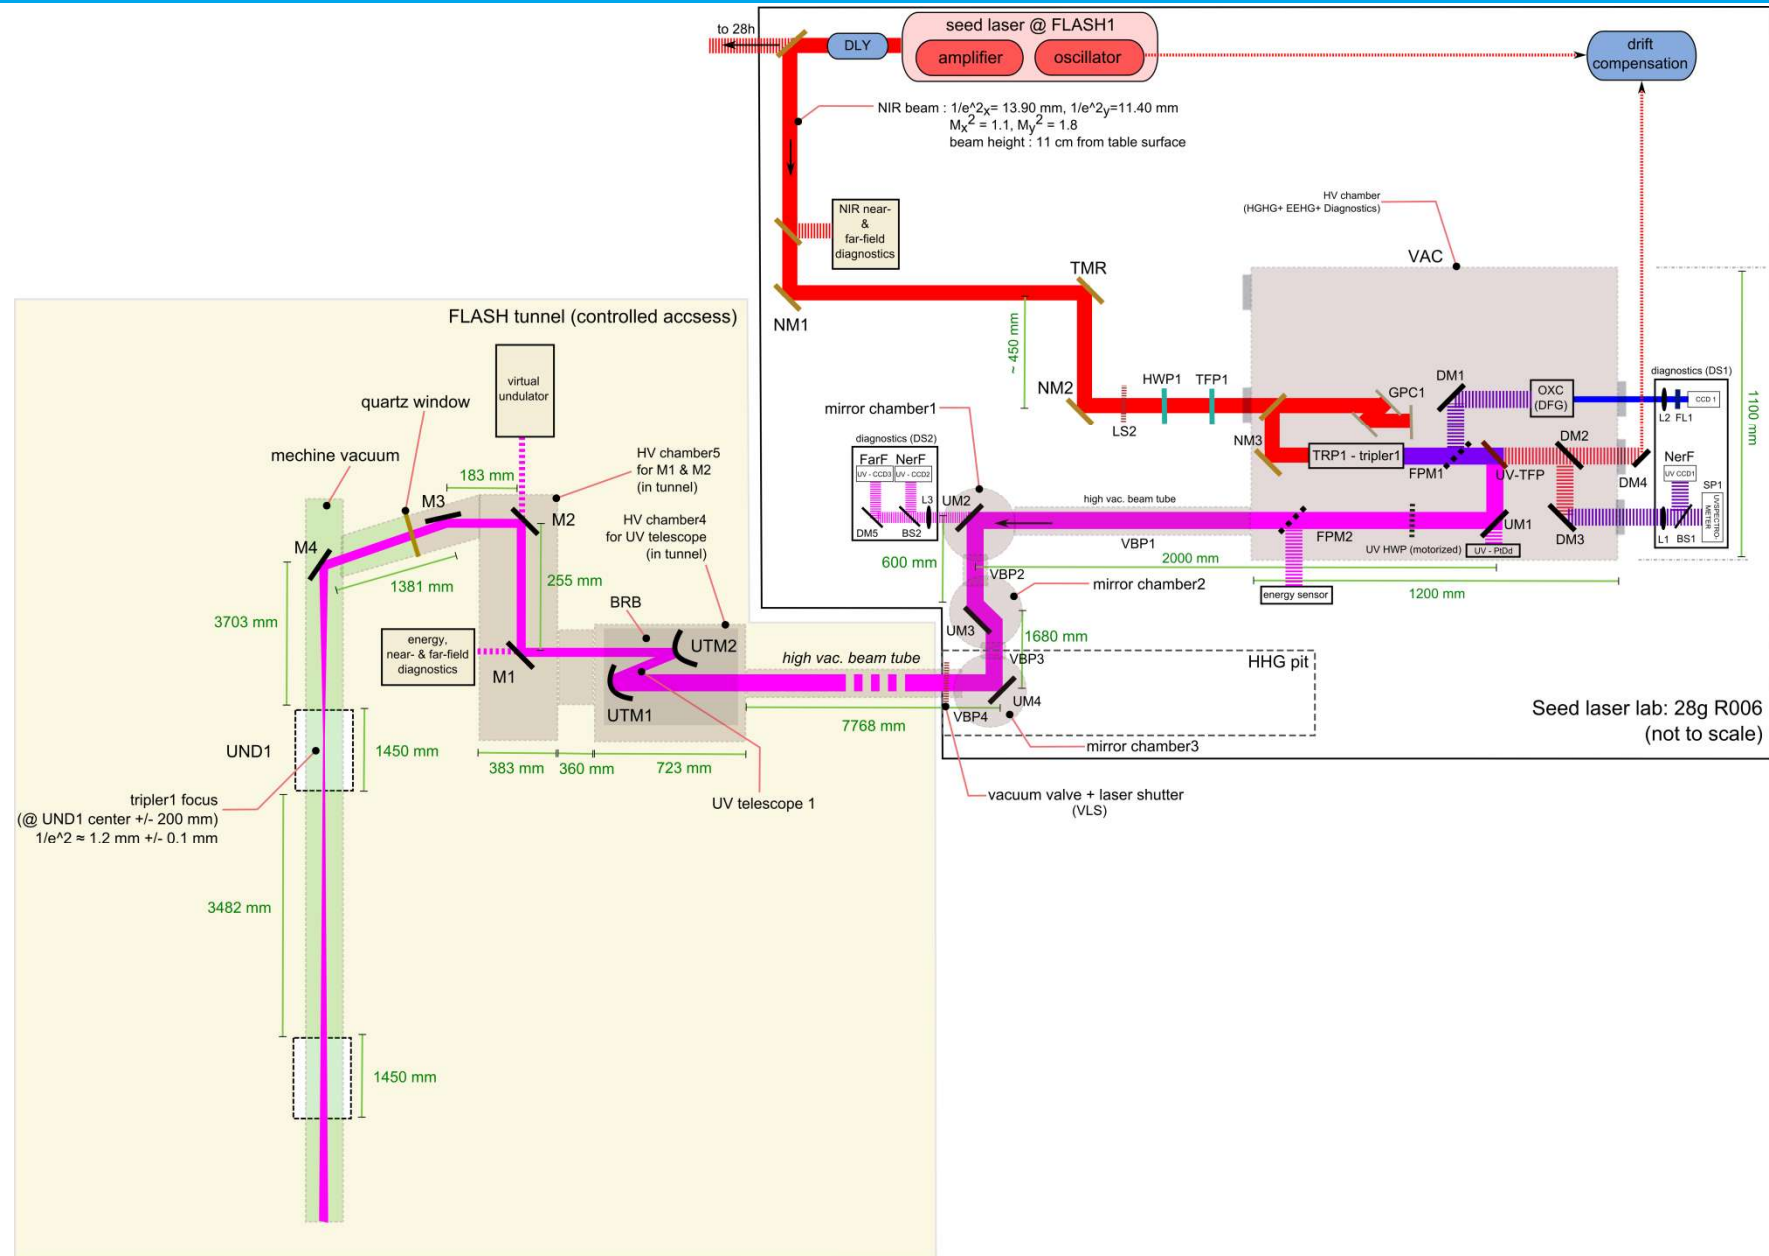 to 28h
DLY
seed laser @ FLASH1
amplifier
oscillator
drift
compensation
NIR beam : 1/e^2x= 13.90 mm, 1/e^2y=11.40 mm
Mx^2 = 1.1, My^2 = 1.8
beam height : 11 cm from table surface
NIR near-
&
far-field
diagnostics
HV chamber
(HGHG+ EEHG+ Diagnostics)
VAC
TMR
NM1
~ 450 mm
NM2
LS2
HWP1
TFP1
GPC1
NM3
TRP1 - tripler1
DM1
OXC
(DFG)
FPM1
UV-TFP
DM2
DM4
DM3
diagnostics (DS1)
L2
FL1
CCD 1
NerF
UV CCD1
SP1
UVSPECTRO-
METER
L1
BS1
1100 mm
mirror chamber1
diagnostics (DS2)
FarF
NerF
UV - CCD3
UV - CCD2
L3
DM5
BS2
UM2
high vac. beam tube
VBP1
FPM2
UV HWP (motorized)
UM1
UV - PtDd
energy sensor
2000 mm
1200 mm
600 mm
VBP2
mirror chamber2
UM3
1680 mm
VBP3
HHG pit
UM4
VBP4
7768 mm
mirror chamber3
Seed laser lab: 28g R006
(not to scale)
vacuum valve + laser shutter
(VLS)
FLASH tunnel (controlled accsess)
virtual
undulator
quartz window
mechine vacuum
183 mm
M3
M2
HV chamber5
for M1 & M2
(in tunnel)
HV chamber4
for UV telescope
(in tunnel)
M4
1381 mm
255 mm
BRB
3703 mm
energy,
near- & far-field
diagnostics
M1
UTM2
UTM1
high vac. beam tube
UND1
1450 mm
383 mm
360 mm
723 mm
UV telescope 1
tripler1 focus
(@ UND1 center +/- 200 mm)
1/e^2 ≈ 1.2 mm +/- 0.1 mm
3482 mm
1450 mm